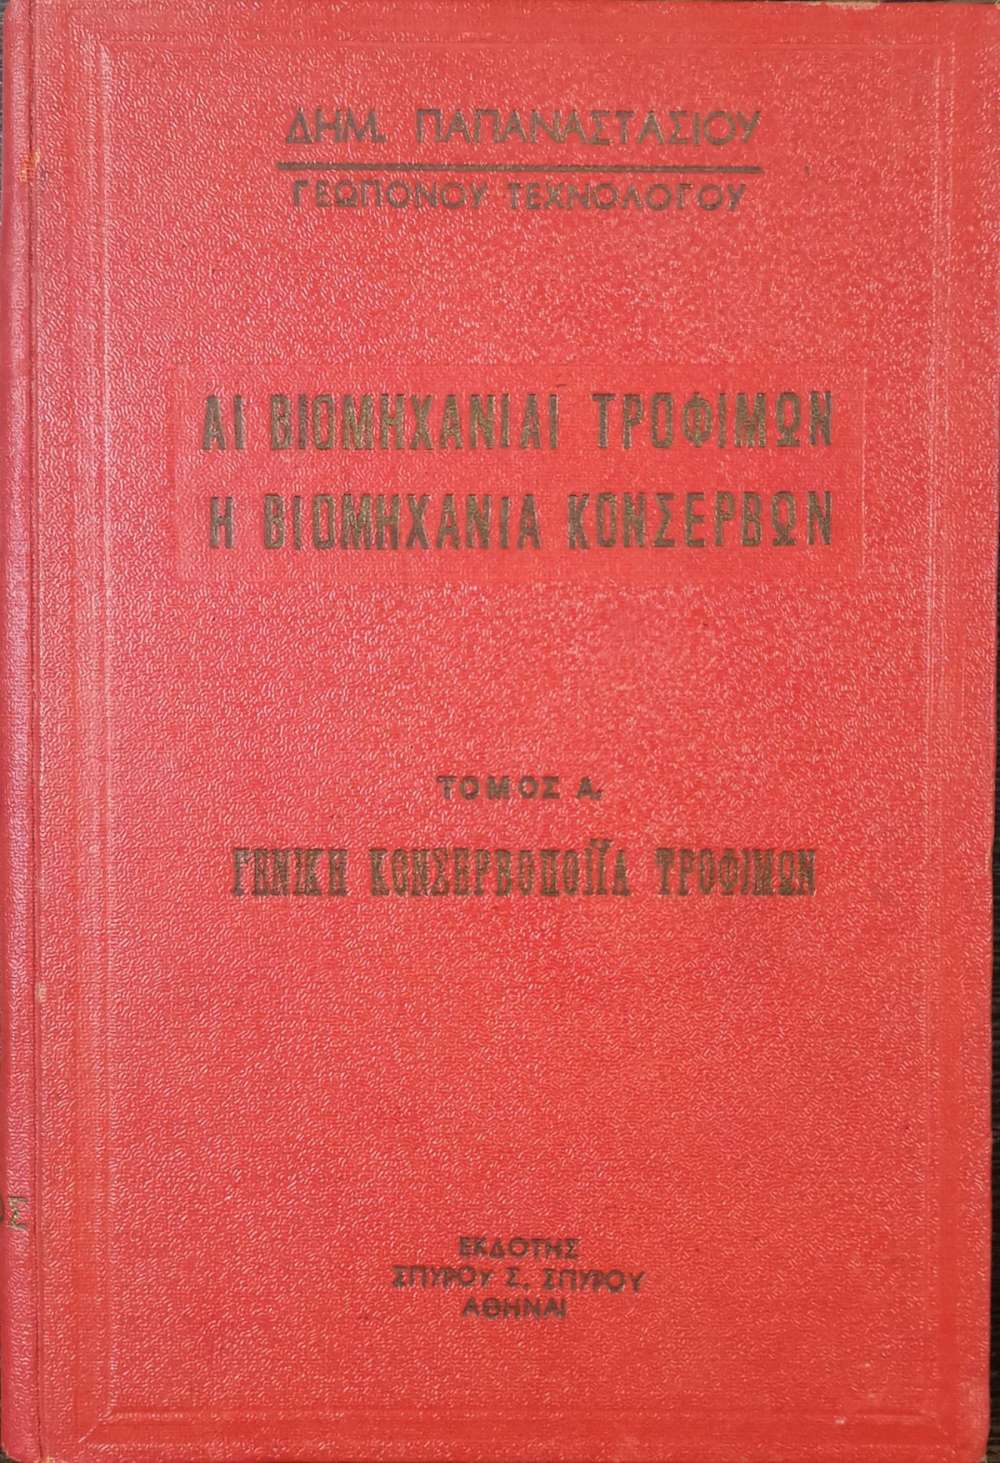 ΔΗΜ. ΠΑΠΑΝΑΣΤΑΣΙΟΥ
ΓΕΩΠΟΝΟΥ ΤΕΧΝΟΛΟΓΟΥ
ΑΙ ΒΙΟΜΗΧΑΝΙΑΙ ΤΡΟΦΙΜΩΝ
Η ΒΙΟΜΗΧΑΝΙΑ ΚΟΝΣΕΡΒΩΝ
ΤΟΜΟΣ Α.
ΓΕΝΙΚΗ ΚΟΝΣΕΡΒΟΠΟΙΪΑ ΤΡΟΦΙΜΩΝ
ΕΚΔΟΤΗΣ
ΣΠΥΡΟΥ Σ. ΣΠΥΡΟΥ
ΑΘΗΝΑΙ